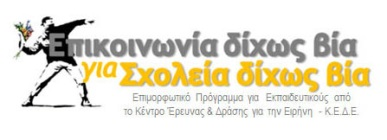 Επικοινωνία δίχως βία
για Σχολεία δίχως βία
Επιμορφωτικό Πρόγραμμα για Εκπαιδευτικούς από
το Κέντρο Έρευνας & Δράσης για την Ειρήνη - Κ.Ε.Δ.Ε.